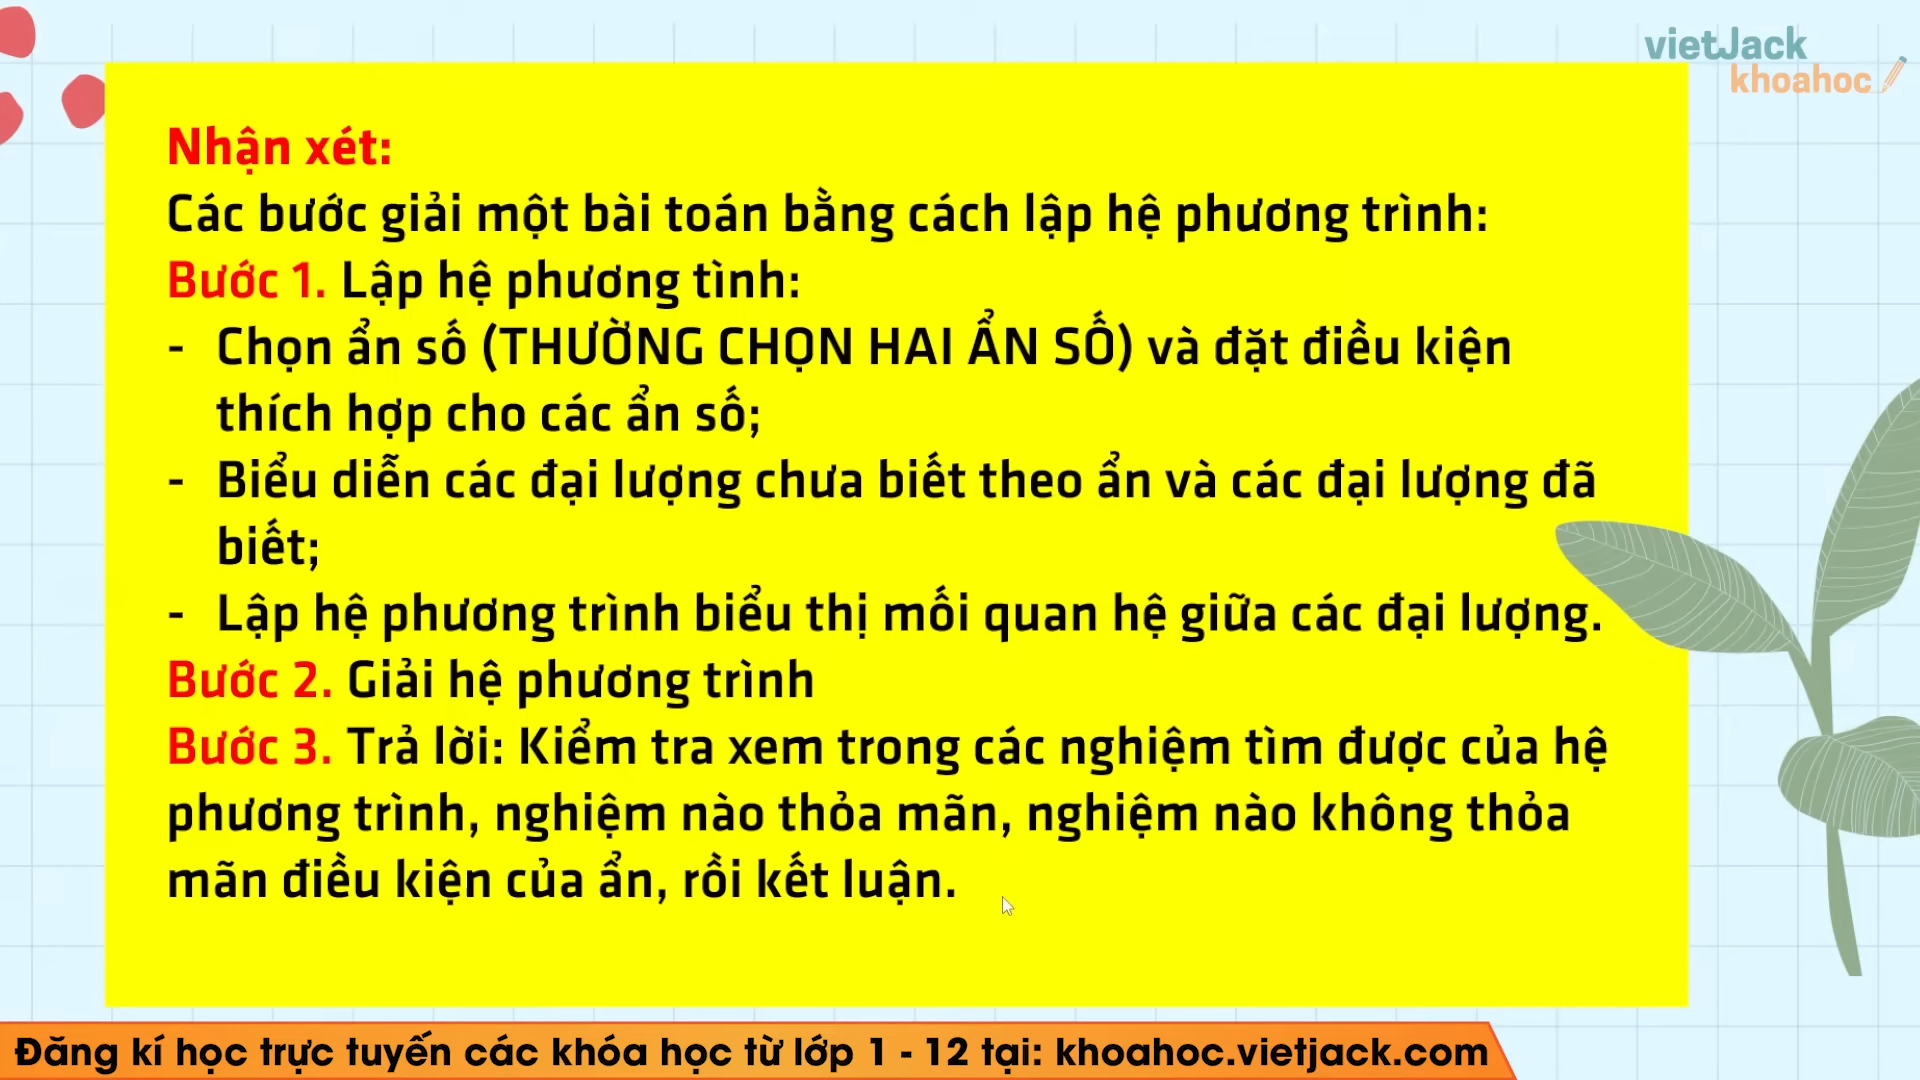 vietJack
khoahoc
Nhận xét:
Các bước giải một bài toán bằng cách lập hệ phương trình:
Bước 1. Lập hệ phương tình:
- Chọn ẩn số (THƯỜNG CHỌN HAI ẨN SỐ) và đặt điều kiện
thích hợp cho các ẩn số;
- Biểu diễn các đại lượng chưa biết theo ẩn và các đại lượng đã
biết;
- Lập hệ phương trình biểu thị mối quan hệ giữa các đại lượng.
Bước 2. Giải hệ phương trình
Bước 3. Trả lời: Kiểm tra xem trong các nghiệm tìm được của hệ
phương trình, nghiệm nào thỏa mãn, nghiệm nào không thỏa
mãn điều kiện của ẩn, rồi kết luận.
Đăng kí học trực tuyến các khóa học từ lớp 1 - 12 tại: khoahoc.vietjack.com